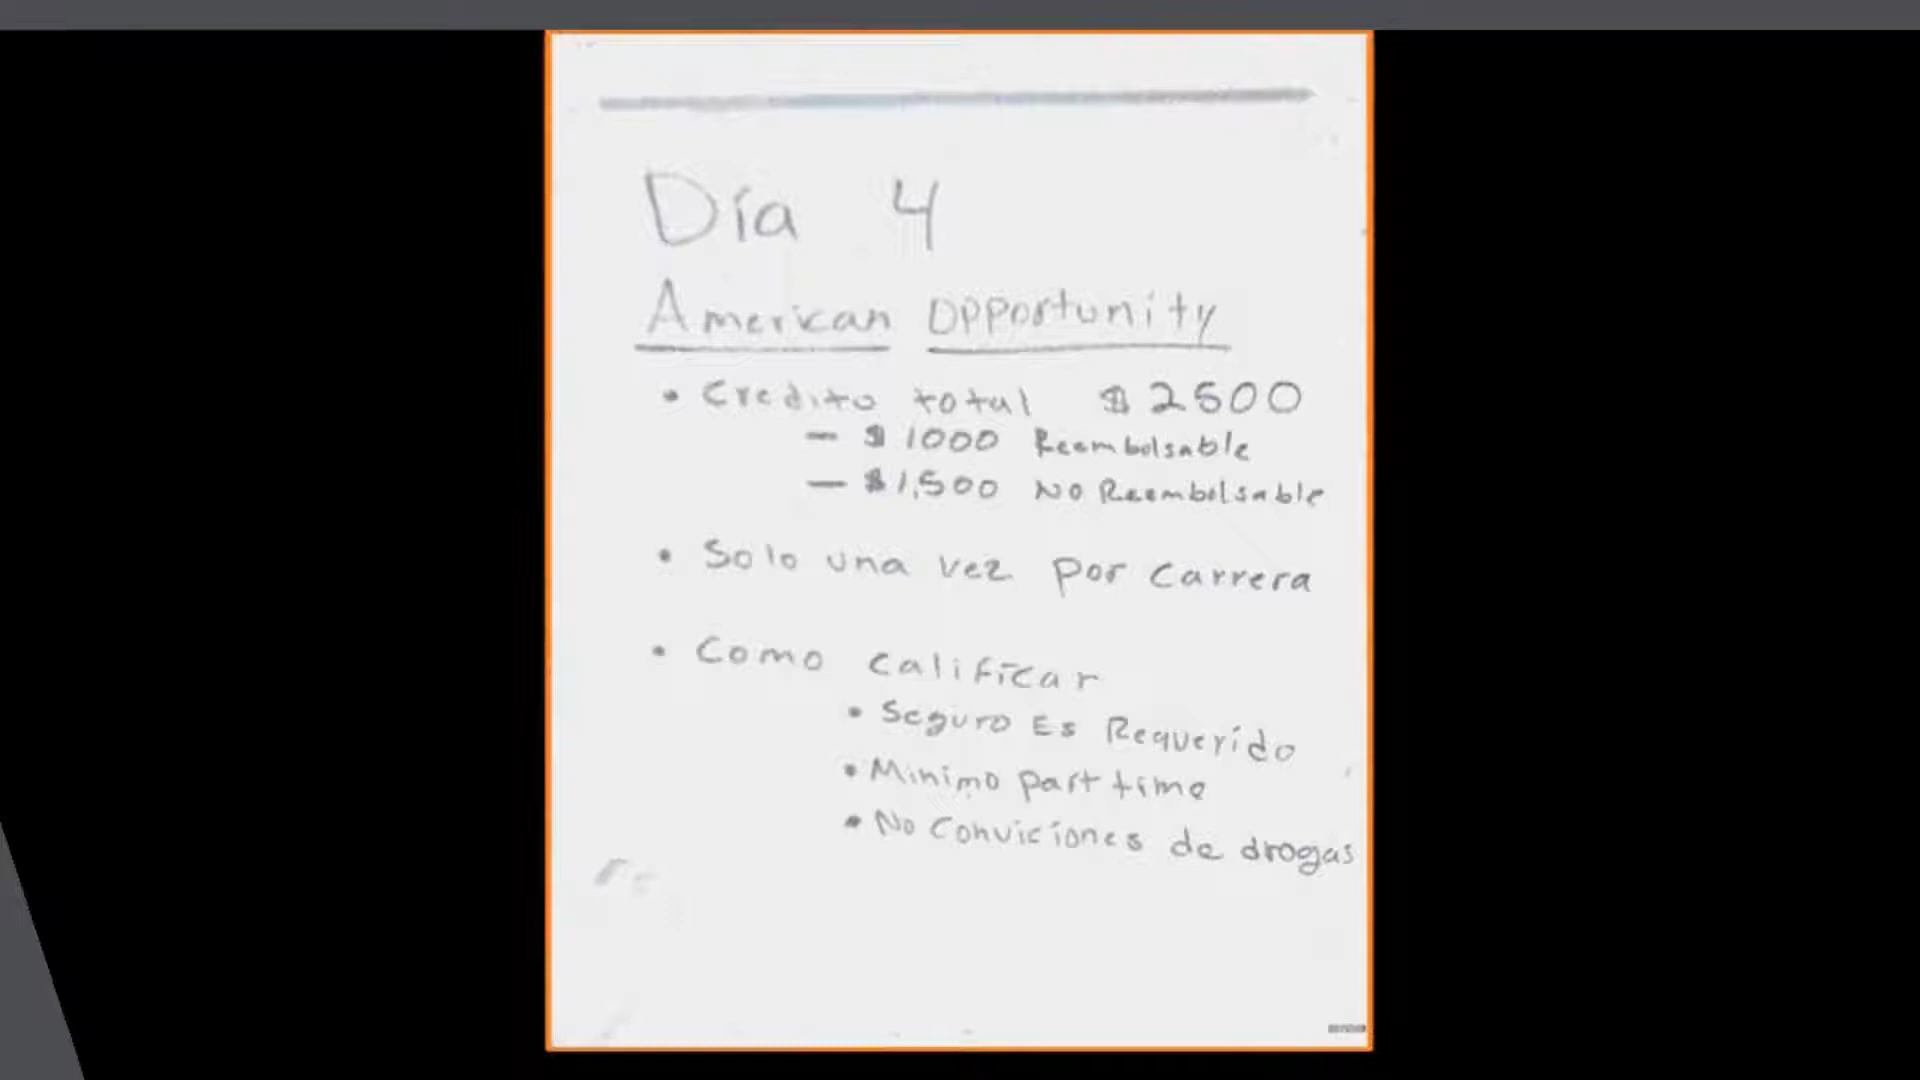 Día 4
American Opportunity
• Credito total $2500
— $1000 Reembolsable
— $1,500 No Reembolsable
• Solo una vez por carrera
• Como calificar
• Seguro Es Requerido
• Minimo part time
• No Conviciones de drogas